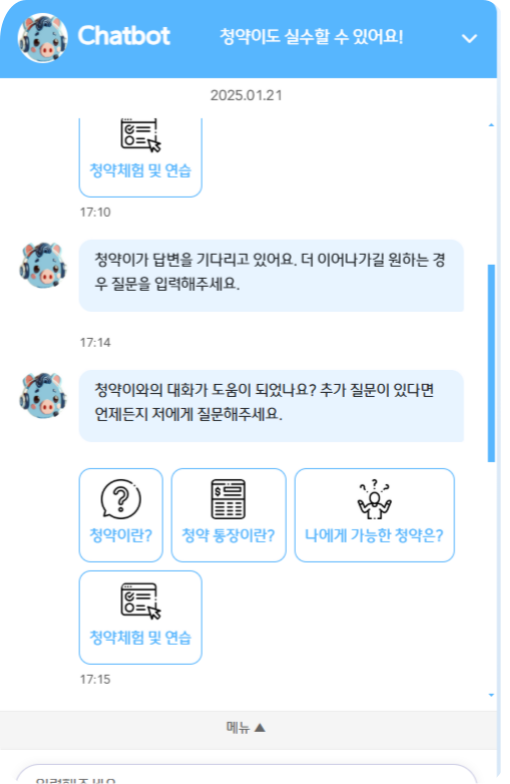 Chatbot
청약이도 실수할 수 있어요!
2025.01.21
청약체험 및 연습
17:10
청약이가 답변을 기다리고 있어요. 더 이어나가길 원하는 경
우 질문을 입력해주세요.
17:14
청약이와의 대화가 도움이 되었나요? 추가 질문이 있다면
언제든지 저에게 질문해주세요.
청약이란?
청약 통장이란?
나에게 가능한 청약은?
청약체험 및 연습
17:15
메뉴 ▲
입력해주세요